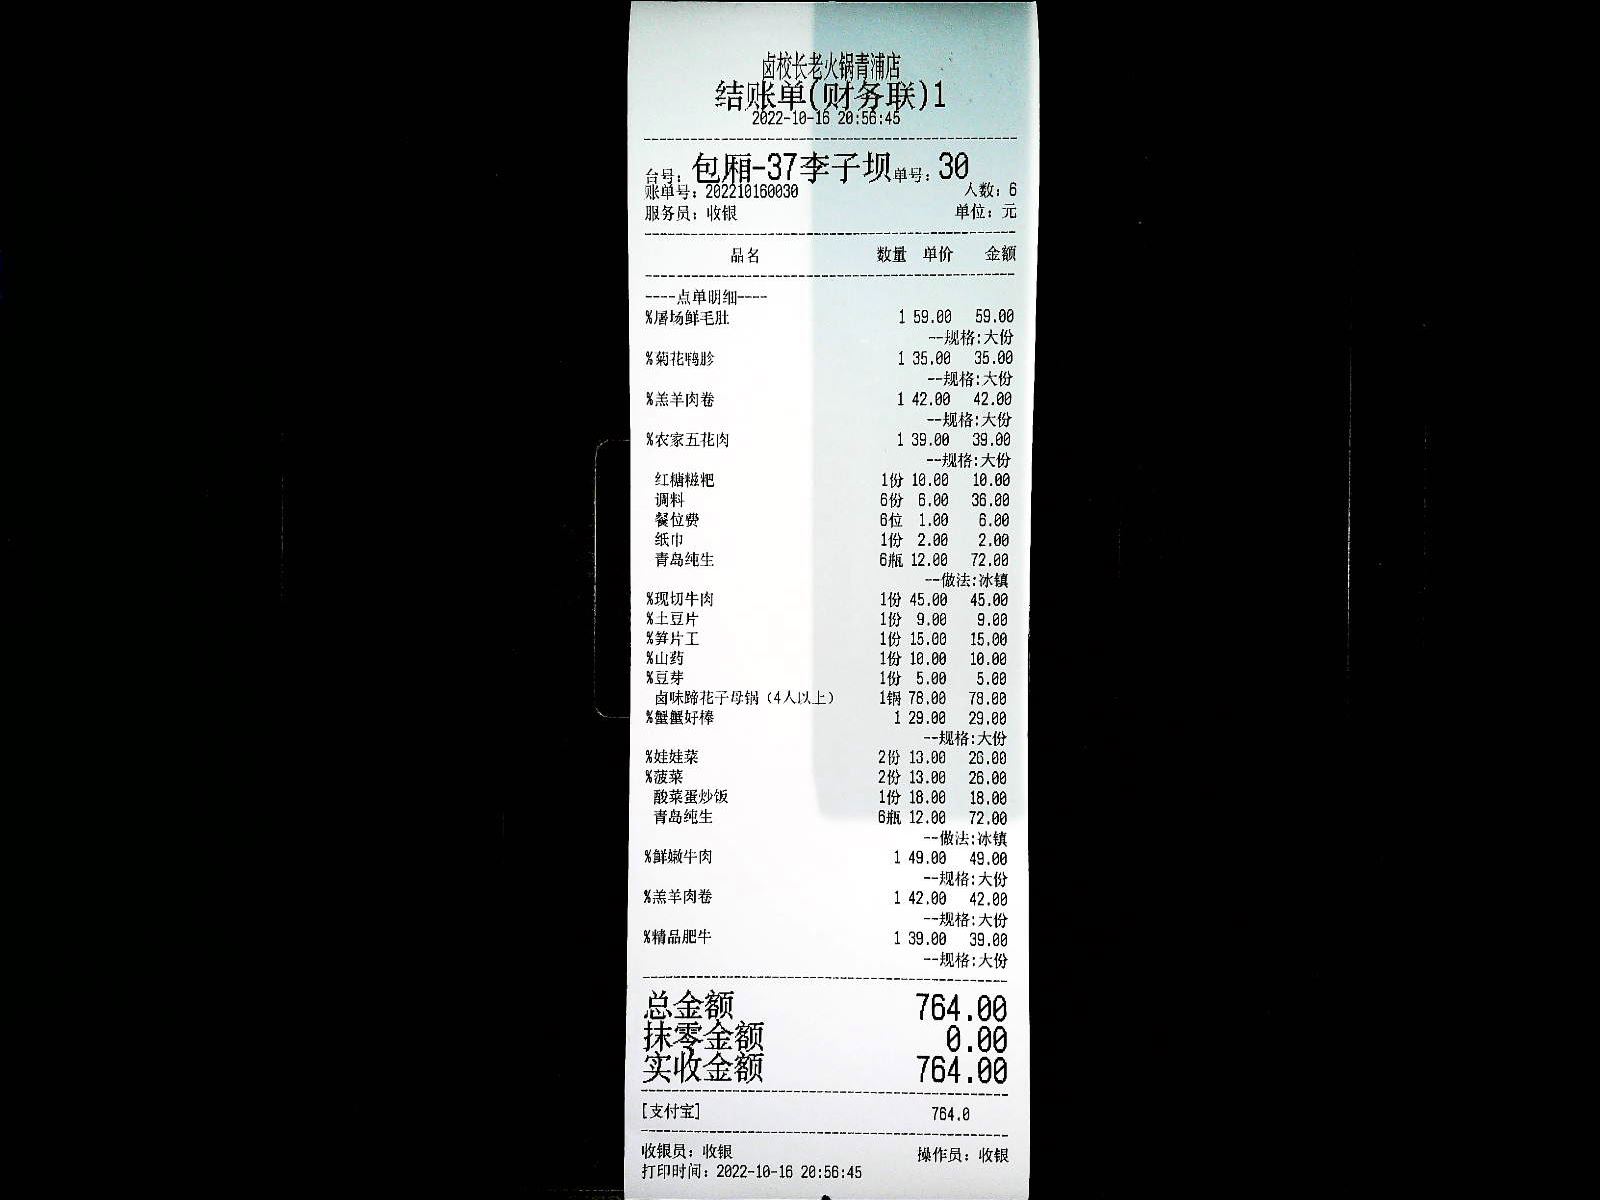 卤校长老火锅青浦店
结账单(财务联)1
2022-10-16 20:56:45
台号: 包厢-37李子坝 单号: 30
账单号: 202210160030 人数: 6
服务员: 收银 单位: 元
品名 数量 单价 金额
----点单明细----
%屠场鲜毛肚 1 59.00 59.00
--规格:大份
%菊花鸭胗 1 35.00 35.00
--规格:大份
%羔羊肉卷 1 42.00 42.00
--规格:大份
%农家五花肉 1 39.00 39.00
--规格:大份
红糖糍粑 1份 10.00 10.00
调料 6份 6.00 36.00
餐位费 6位 1.00 6.00
纸巾 1份 2.00 2.00
青岛纯生 6瓶 12.00 72.00
--做法:冰镇
%现切牛肉 1份 45.00 45.00
%土豆片 1份 9.00 9.00
%笋片工 1份 15.00 15.00
%山药 1份 10.00 10.00
%豆芽 1份 5.00 5.00
卤味蹄花子母锅（4人以上） 1锅 78.00 78.00
%蟹蟹好棒 1 29.00 29.00
--规格:大份
%娃娃菜 2份 13.00 26.00
%菠菜 2份 13.00 26.00
酸菜蛋炒饭 1份 18.00 18.00
青岛纯生 6瓶 12.00 72.00
--做法:冰镇
%鲜嫩牛肉 1 49.00 49.00
--规格:大份
%羔羊肉卷 1 42.00 42.00
--规格:大份
%精品肥牛 1 39.00 39.00
--规格:大份
总金额 764.00
抹零金额 0.00
实收金额 764.00
[支付宝] 764.0
收银员: 收银 操作员: 收银
打印时间: 2022-10-16 20:56:45